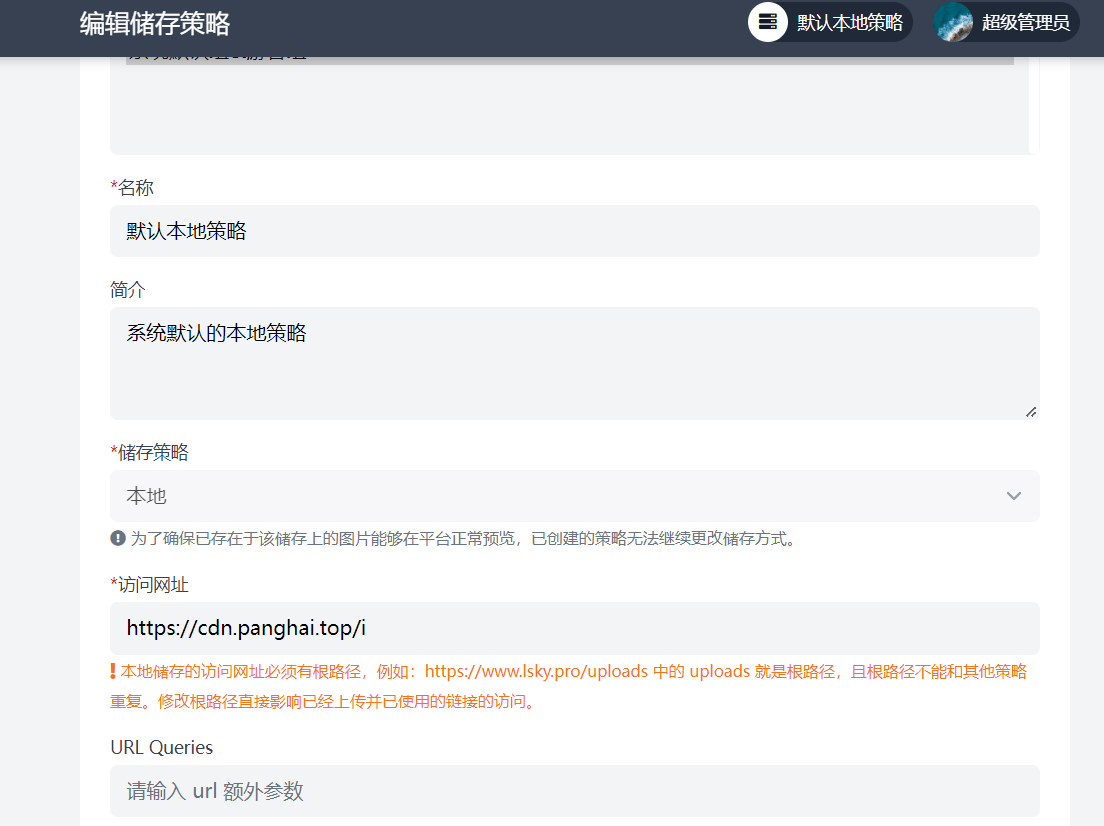 编辑储存策略
默认本地策略
超级管理员
*名称
默认本地策略
简介
系统默认的本地策略
*储存策略
本地
为了确保已存在于该储存上的图片能够在平台正常预览，已创建的策略无法继续更改储存方式。
*访问网址
https://cdn.panghai.top/i
本地储存的访问网址必须有根路径，例如：https://www.lsky.pro/uploads 中的 uploads 就是根路径，且根路径不能和其他策略
重复。修改根路径直接影响已经上传并已使用的链接的访问。
URL Queries
请输入 url 额外参数